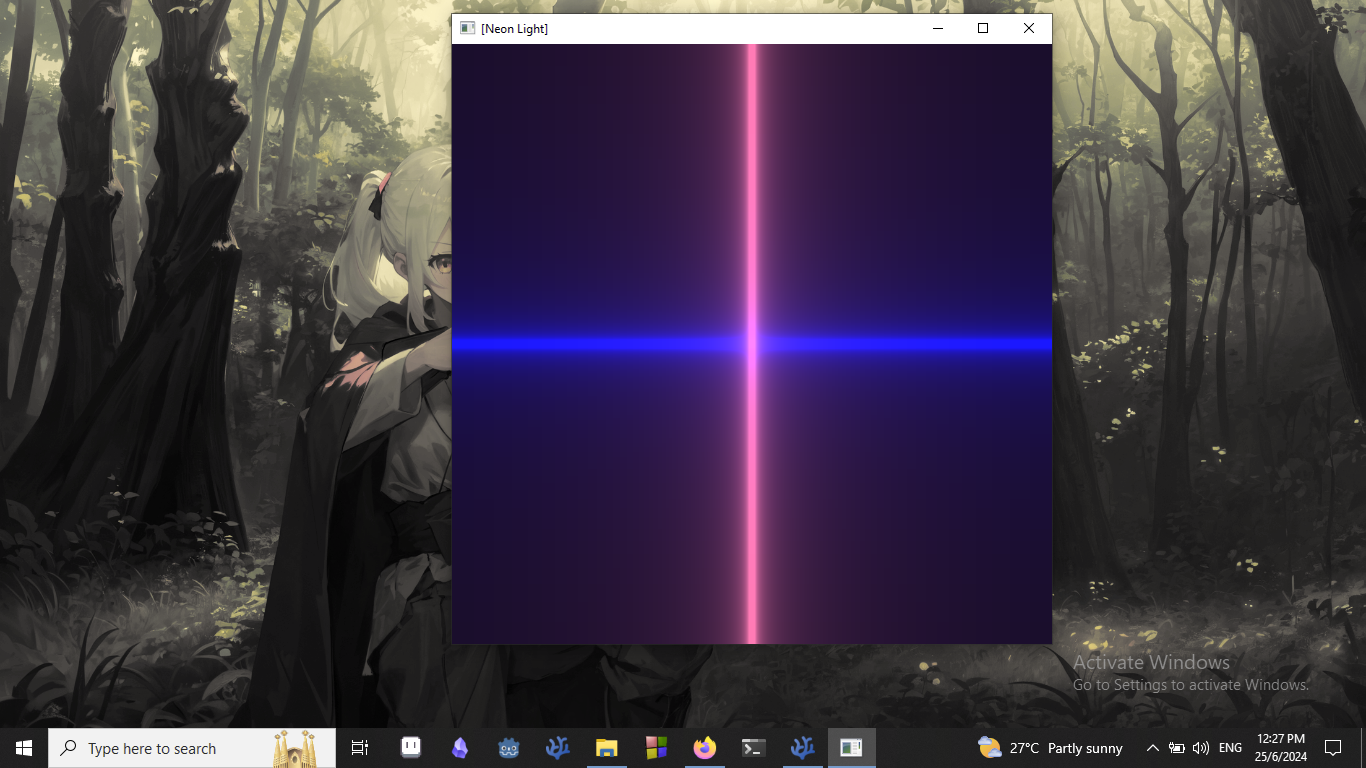 [Neon Light]
Activate Windows
Go to Settings to activate Windows.
Type here to search
27°C Partly sunny
ENG
12:27 PM
25/6/2024